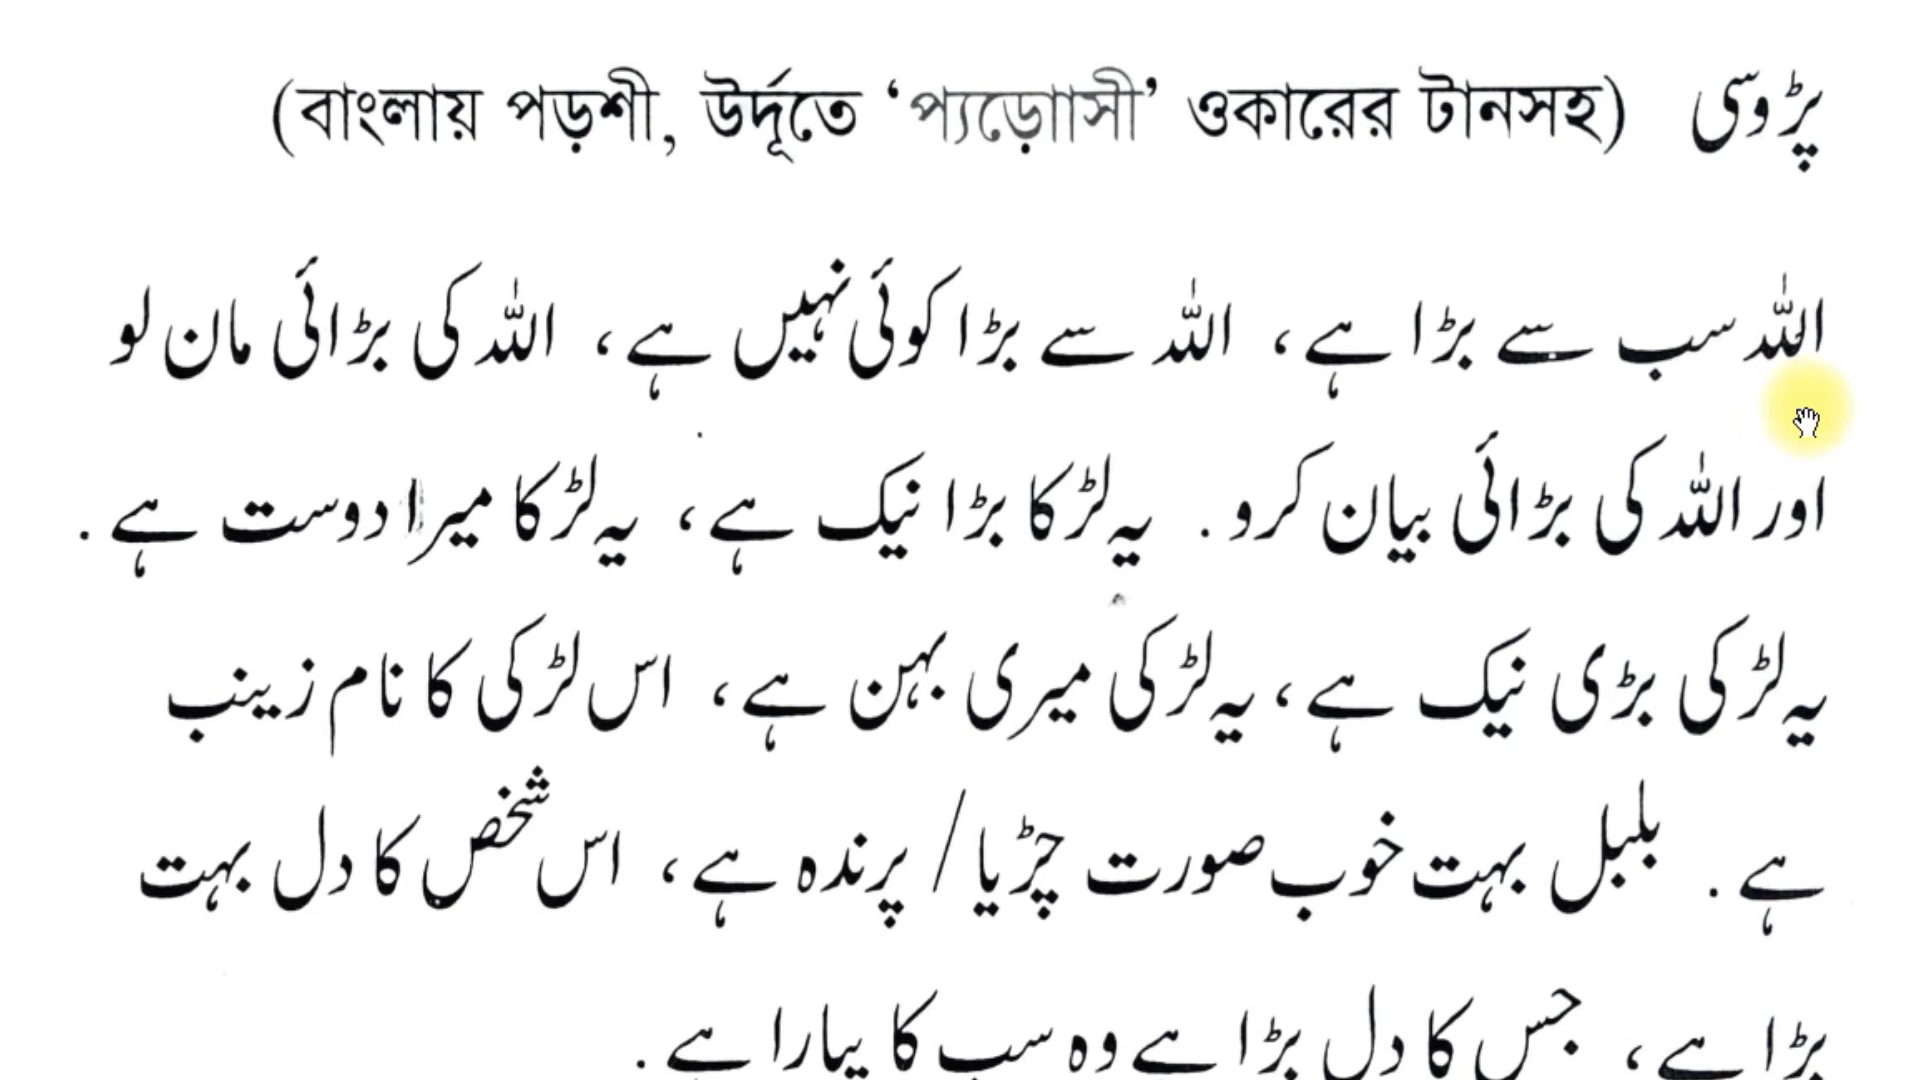 پڑوسی (বাংলায় পড়শী, উর্দূতে ‘প্যড়োাসী’ ওকারের টানসহ)
اللہ سب سے بڑا ہے، اللہ سے بڑا کوئی نہیں ہے، اللہ کی بڑائی مان لو
اور اللہ کی بڑائی بیان کرو. یہ لڑکا بڑا نیک ہے، یہ لڑکا میرا دوست ہے.
یہ لڑکی بڑی نیک ہے، یہ لڑکی میری بہن ہے، اس لڑکی کا نام زینب
ہے. بلبل بہت خوب صورت چڑیا / پرندہ ہے، اس شخص کا دل بہت
بڑا ہے، جس کا دل بڑا ہے وہ سب کا پیارا ہے.